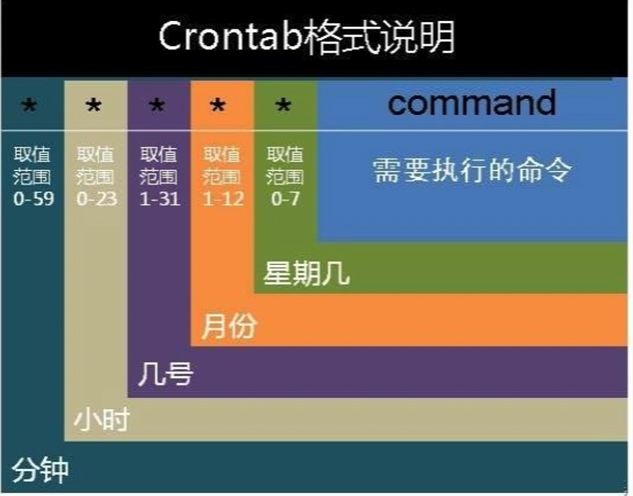 Crontab格式说明
* * * * * command
取值 取值 取值 取值 取值 需要执行的命令
范围 范围 范围 范围 范围
0-59 0-23 1-31 1-12 0-7
星期几
月份
几号
小时
分钟